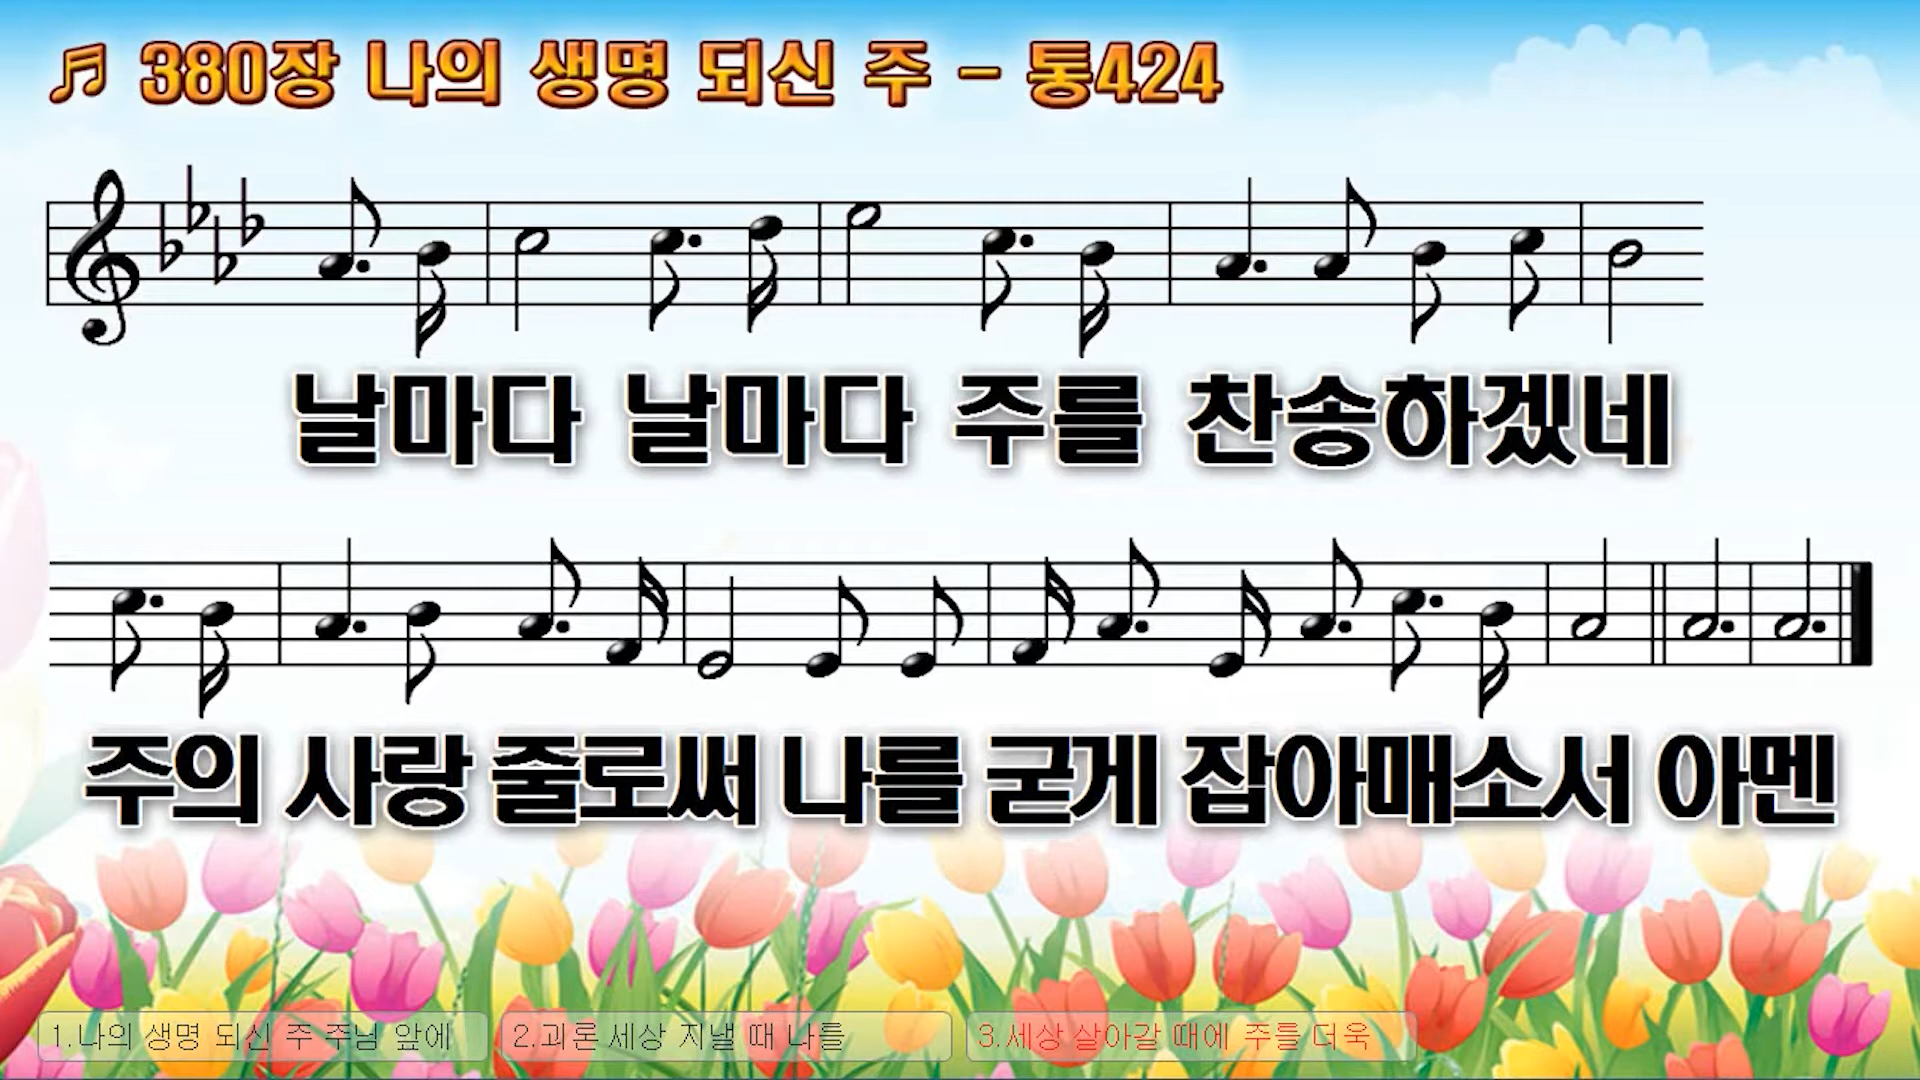 ♬ 380장 나의 생명 되신 주 - 통424
날마다 날마다 주를 찬송하겠네
주의 사랑 줄로써 나를 굳게 잡아매소서 아멘
1.나의 생명 되신 주 주님 앞에 2.괴론 세상 지낼 때 나를 3.세상 살아갈 때에 주를 더욱